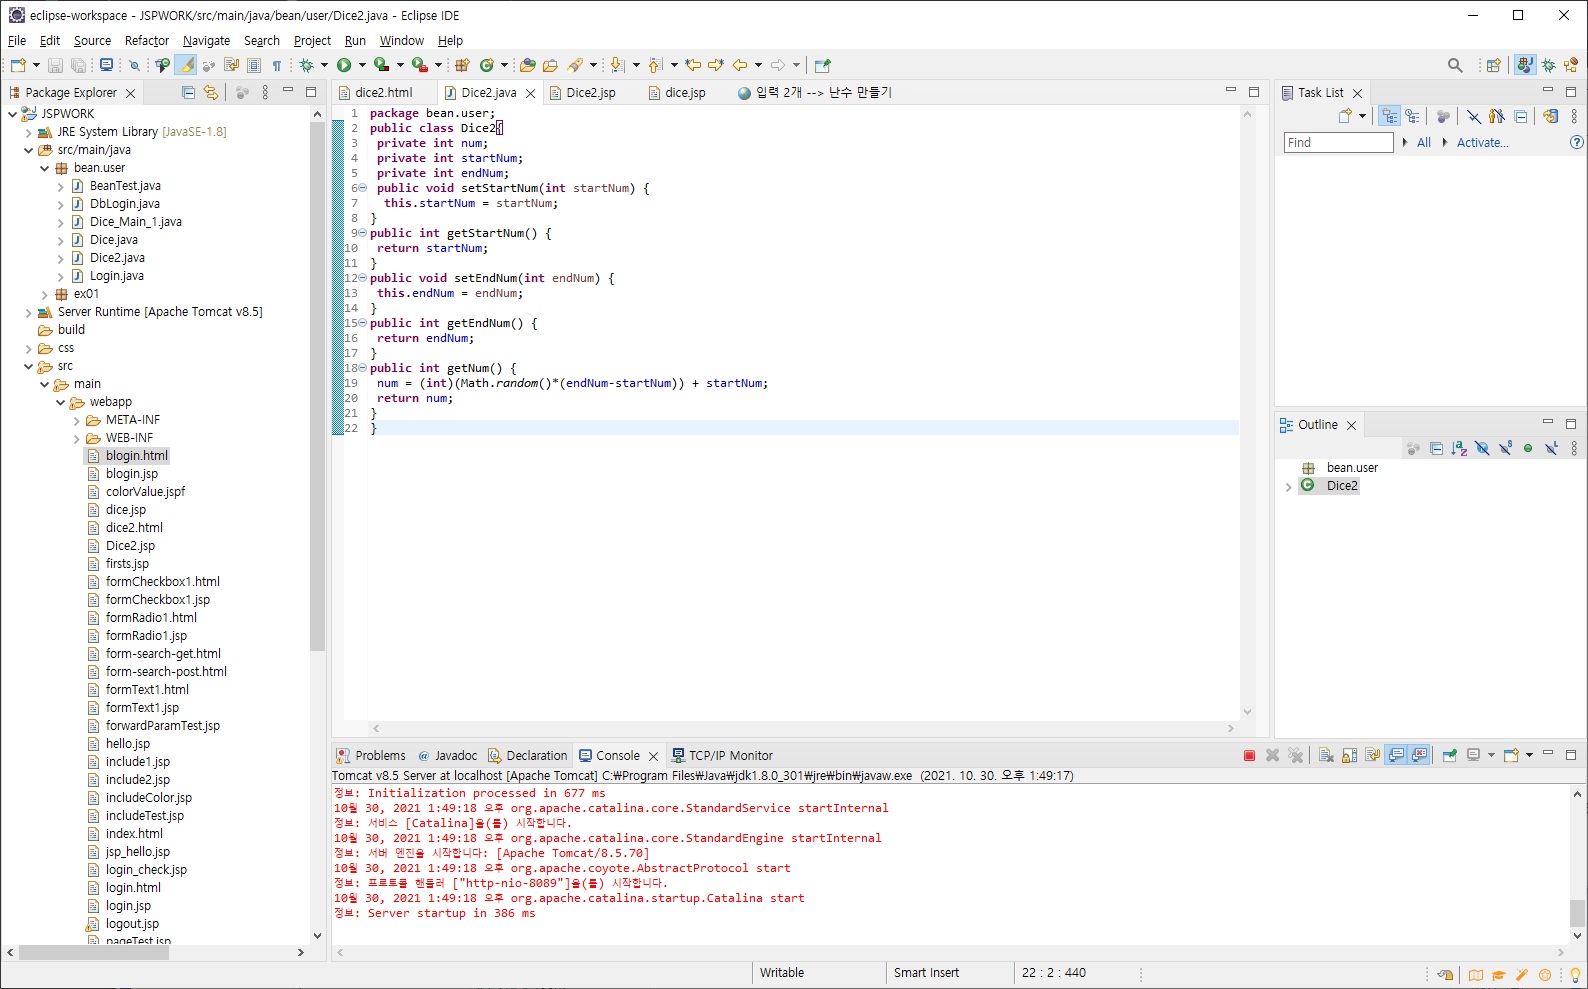 eclipse-workspace - JSPWORK/src/main/java/bean/user/Dice2.java - Eclipse IDE
File Edit Source Refactor Navigate Search Project Run Window Help
Package Explorer
JSPWORK
JRE System Library [JavaSE-1.8]
src/main/java
bean.user
BeanTest.java
DbLogin.java
Dice_Main_1.java
Dice.java
Dice2.java
Login.java
ex01
Server Runtime [Apache Tomcat v8.5]
build
css
src
main
webapp
META-INF
WEB-INF
blogin.html
blogin.jsp
colorValue.jspf
dice.jsp
dice2.html
Dice2.jsp
firsts.jsp
formCheckbox1.html
formCheckbox1.jsp
formRadio1.html
formRadio1.jsp
form-search-get.html
form-search-post.html
formText1.html
formText1.jsp
forwardParamTest.jsp
hello.jsp
include1.jsp
include2.jsp
includeColor.jsp
includeTest.jsp
index.html
jsp_hello.jsp
login_check.jsp
login.html
login.jsp
logout.jsp
pageTest.jsp
dice2.html Dice2.java Dice2.jsp dice.jsp 입력 2개 --> 난수 만들기
1 package bean.user;
2 public class Dice2{
3 private int num;
4 private int startNum;
5 private int endNum;
6 public void setStartNum(int startNum) {
7 this.startNum = startNum;
8 }
9 public int getStartNum() {
10 return startNum;
11 }
12 public void setEndNum(int endNum) {
13 this.endNum = endNum;
14 }
15 public int getEndNum() {
16 return endNum;
17 }
18 public int getNum() {
19 num = (int)(Math.random()*(endNum-startNum)) + startNum;
20 return num;
21 }
22 }
Task List
Find All Activate...
Outline
bean.user
Dice2
Problems Javadoc Declaration Console TCP/IP Monitor
Tomcat v8.5 Server at localhost [Apache Tomcat] C:₩Program Files₩Java₩jdk1.8.0_301₩jre₩bin₩javaw.exe (2021. 10. 30. 오후 1:49:17)
정보: Initialization processed in 677 ms
10월 30, 2021 1:49:18 오후 org.apache.catalina.core.StandardService startInternal
정보: 서비스 [Catalina]을(를) 시작합니다.
10월 30, 2021 1:49:18 오후 org.apache.catalina.core.StandardEngine startInternal
정보: 서버 엔진을 시작합니다: [Apache Tomcat/8.5.70]
10월 30, 2021 1:49:18 오후 org.apache.coyote.AbstractProtocol start
정보: 프로토콜 핸들러 ["http-nio-8089"]을(를) 시작합니다.
10월 30, 2021 1:49:18 오후 org.apache.catalina.startup.Catalina start
정보: Server startup in 386 ms
Writable Smart Insert 22 : 2 : 440